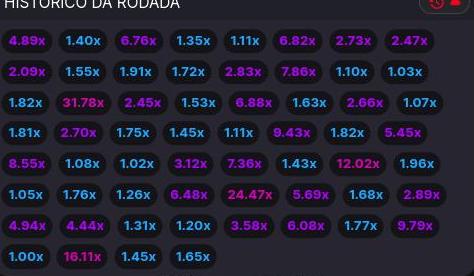 HISTÓRICO DA RODADA
4.89x 1.40x 6.76x 1.35x 1.11x 6.82x 2.73x 2.47x
2.09x 1.55x 1.91x 1.72x 2.83x 7.86x 1.10x 1.03x
1.82x 31.78x 2.45x 1.53x 6.88x 1.63x 2.66x 1.07x
1.81x 2.70x 1.75x 1.45x 1.11x 9.43x 1.82x 5.45x
8.55x 1.08x 1.02x 3.12x 7.36x 1.43x 12.02x 1.96x
1.05x 1.76x 1.26x 6.48x 24.47x 5.69x 1.68x 2.89x
4.94x 4.44x 1.31x 1.20x 3.58x 6.08x 1.77x 9.79x
1.00x 16.11x 1.45x 1.65x